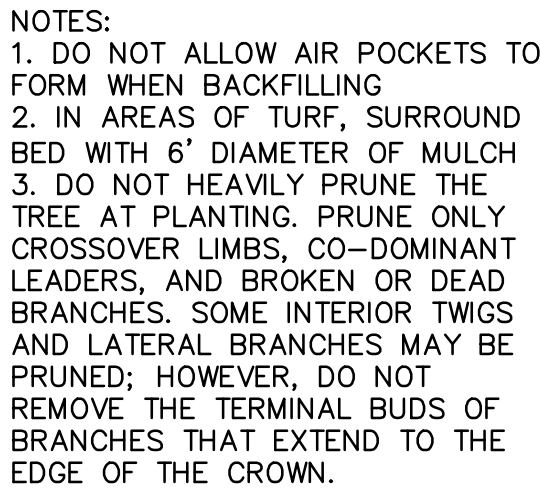 NOTES:
1. DO NOT ALLOW AIR POCKETS TO
FORM WHEN BACKFILLING
2. IN AREAS OF TURF, SURROUND
BED WITH 6' DIAMETER OF MULCH
3. DO NOT HEAVILY PRUNE THE
TREE AT PLANTING. PRUNE ONLY
CROSSOVER LIMBS, CO-DOMINANT
LEADERS, AND BROKEN OR DEAD
BRANCHES. SOME INTERIOR TWIGS
AND LATERAL BRANCHES MAY BE
PRUNED; HOWEVER, DO NOT
REMOVE THE TERMINAL BUDS OF
BRANCHES THAT EXTEND TO THE
EDGE OF THE CROWN.